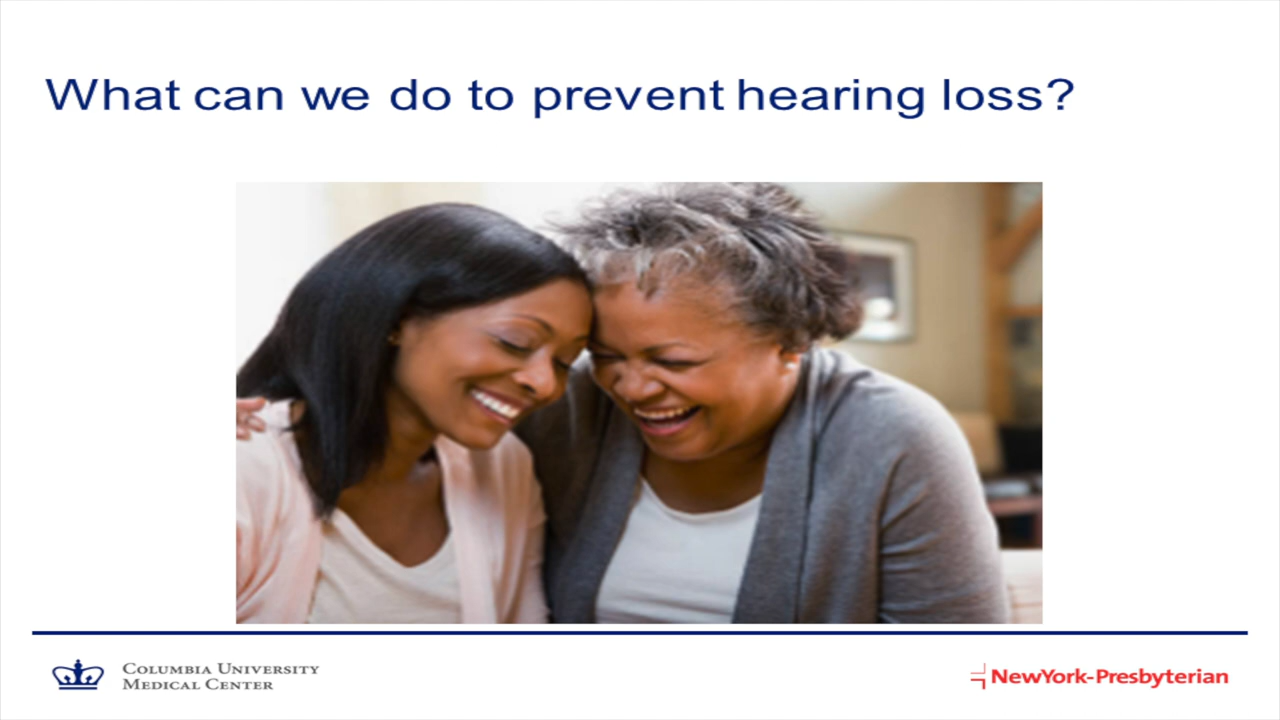 What can we do to prevent hearing loss?
COLUMBIA UNIVERSITY
MEDICAL CENTER
NewYork-Presbyterian